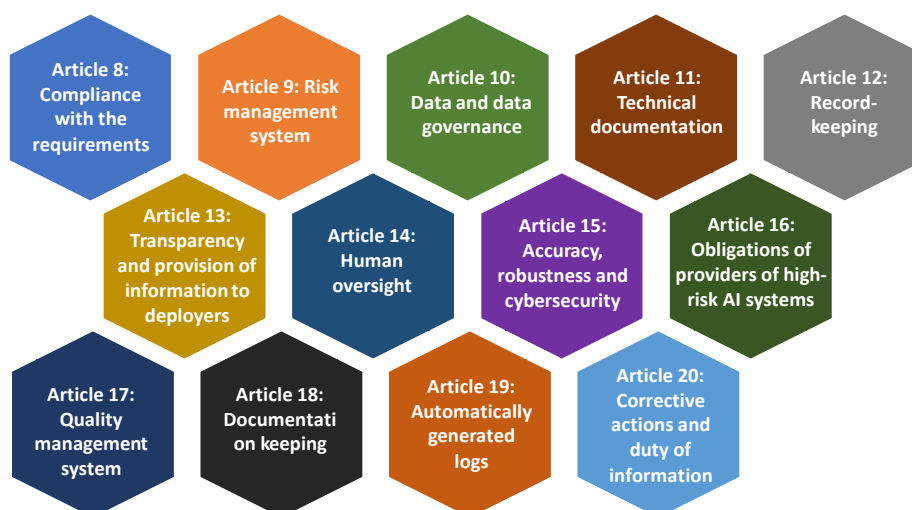 Article 8:
Compliance
with the
requirements
Article 9: Risk
management
system
Article 10:
Data and data
governance
Article 11:
Technical
documentation
Article 12:
Record-
keeping
Article 13:
Transparency
and provision of
information to
deployers
Article 14:
Human
oversight
Article 15:
Accuracy,
robustness and
cybersecurity
Article 16:
Obligations of
providers of high-
risk AI systems
Article 17:
Quality
management
system
Article 18:
Documentati
on keeping
Article 19:
Automatically
generated
logs
Article 20:
Corrective
actions and
duty of
information